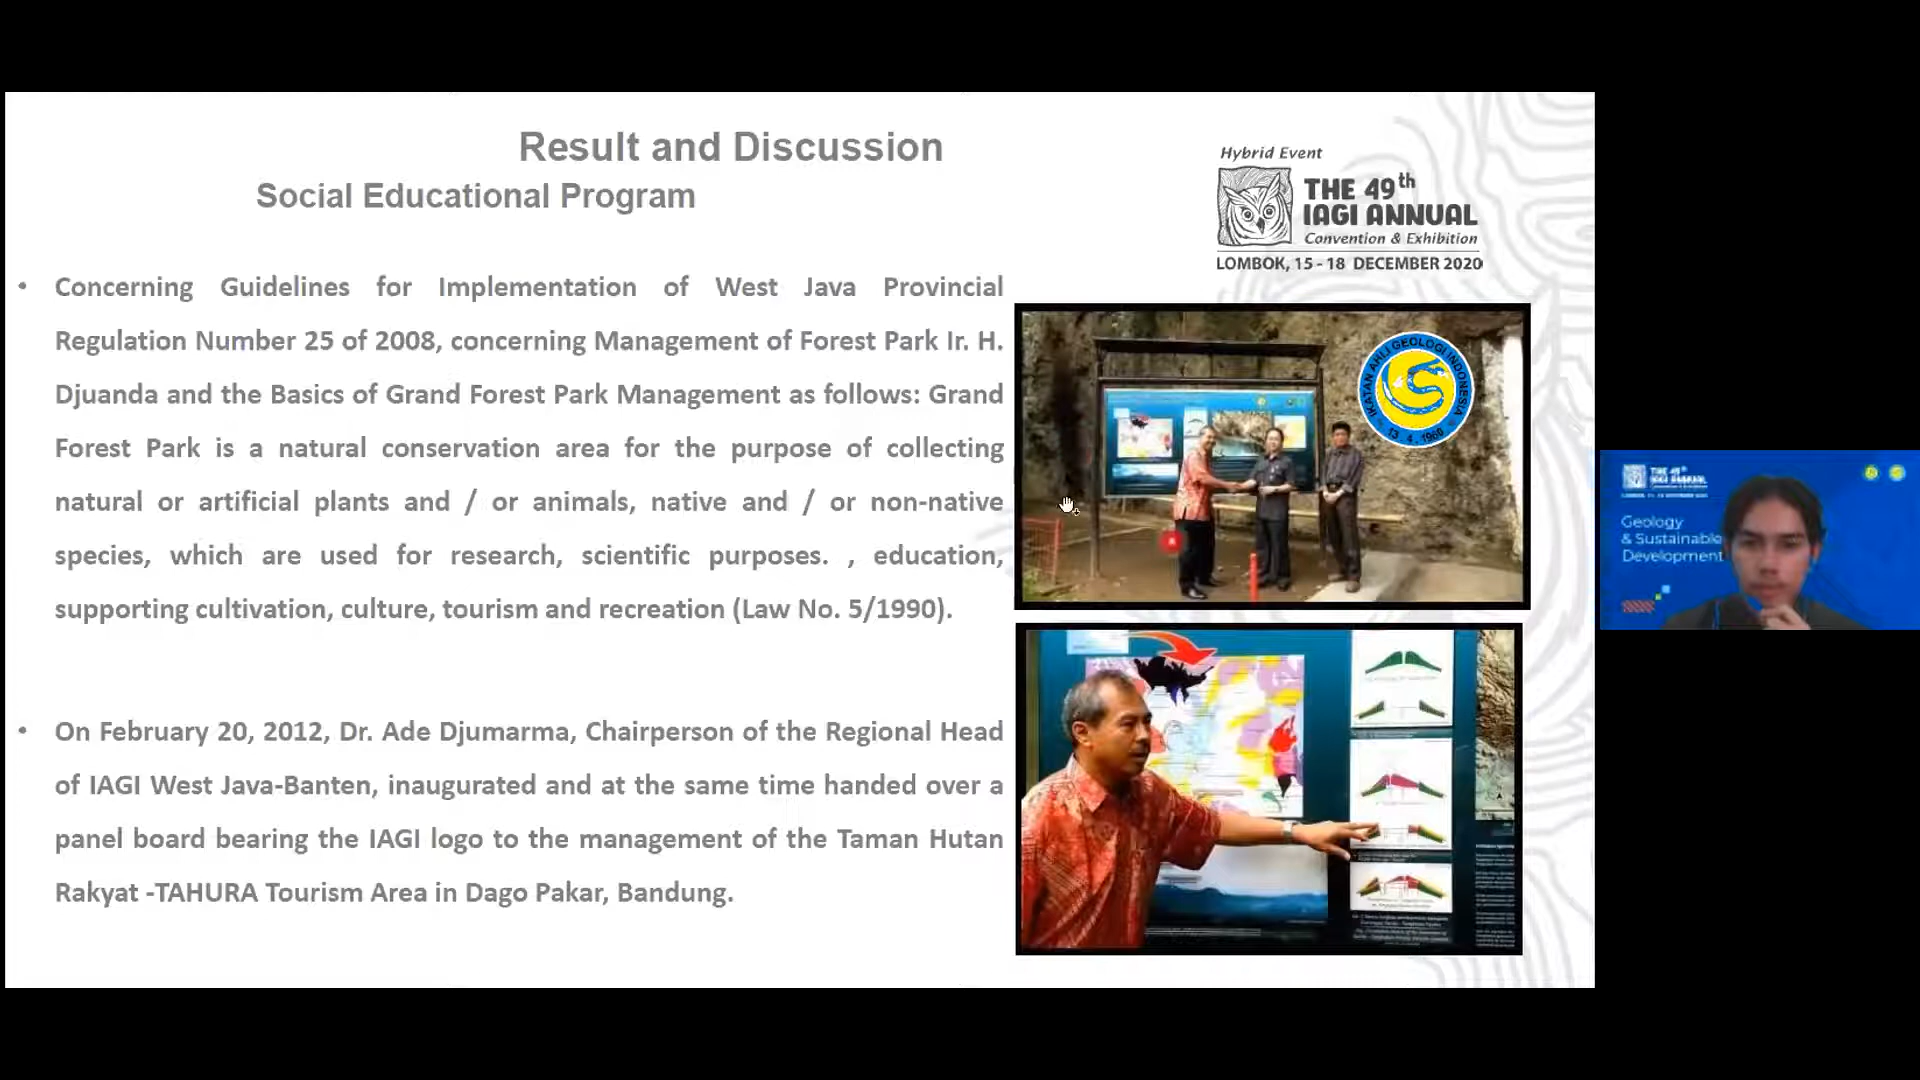 Result and Discussion
Social Educational Program
Hybrid Event
THE 49th
IAGI ANNUAL
Convention & Exhibition
LOMBOK, 15 - 18 DECEMBER 2020
• Concerning Guidelines for Implementation of West Java Provincial
Regulation Number 25 of 2008, concerning Management of Forest Park Ir. H.
Djuanda and the Basics of Grand Forest Park Management as follows: Grand
Forest Park is a natural conservation area for the purpose of collecting
natural or artificial plants and / or animals, native and / or non-native
species, which are used for research, scientific purposes. , education,
supporting cultivation, culture, tourism and recreation (Law No. 5/1990).
• On February 20, 2012, Dr. Ade Djumarma, Chairperson of the Regional Head
of IAGI West Java-Banten, inaugurated and at the same time handed over a
panel board bearing the IAGI logo to the management of the Taman Hutan
Rakyat -TAHURA Tourism Area in Dago Pakar, Bandung.
IKATAN AHLI GEOLOGI INDONESIA
13 . 4 . 1960
THE 49th
IAGI ANNUAL
Geology
& Sustainable
Development